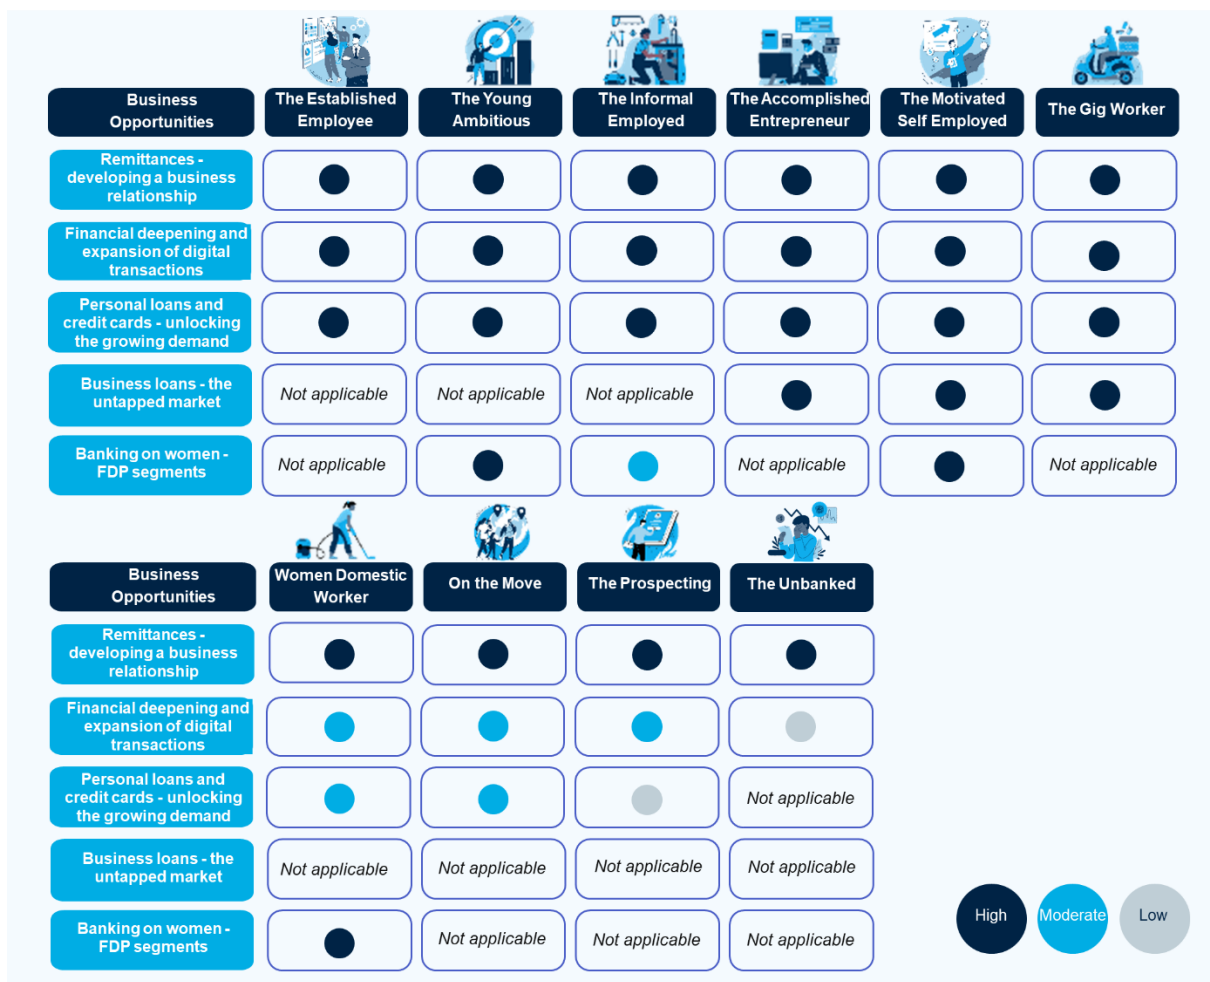 Business
Opportunities
The Established
Employee
The Young
Ambitious
The Informal
Employed
The Accomplished
Entrepreneur
The Motivated
Self Employed
The Gig Worker
Remittances -
developing a business
relationship
Financial deepening and
expansion of digital
transactions
Personal loans and
credit cards - unlocking
the growing demand
Business loans - the
untapped market
Not applicable
Not applicable
Not applicable
Banking on women -
FDP segments
Not applicable
Not applicable
Not applicable
Business
Opportunities
Women Domestic
Worker
On the Move
The Prospecting
The Unbanked
Remittances -
developing a business
relationship
Financial deepening and
expansion of digital
transactions
Personal loans and
credit cards - unlocking
the growing demand
Not applicable
Business loans - the
untapped market
Not applicable
Not applicable
Not applicable
Not applicable
Banking on women -
FDP segments
Not applicable
Not applicable
Not applicable
High
Moderate
Low